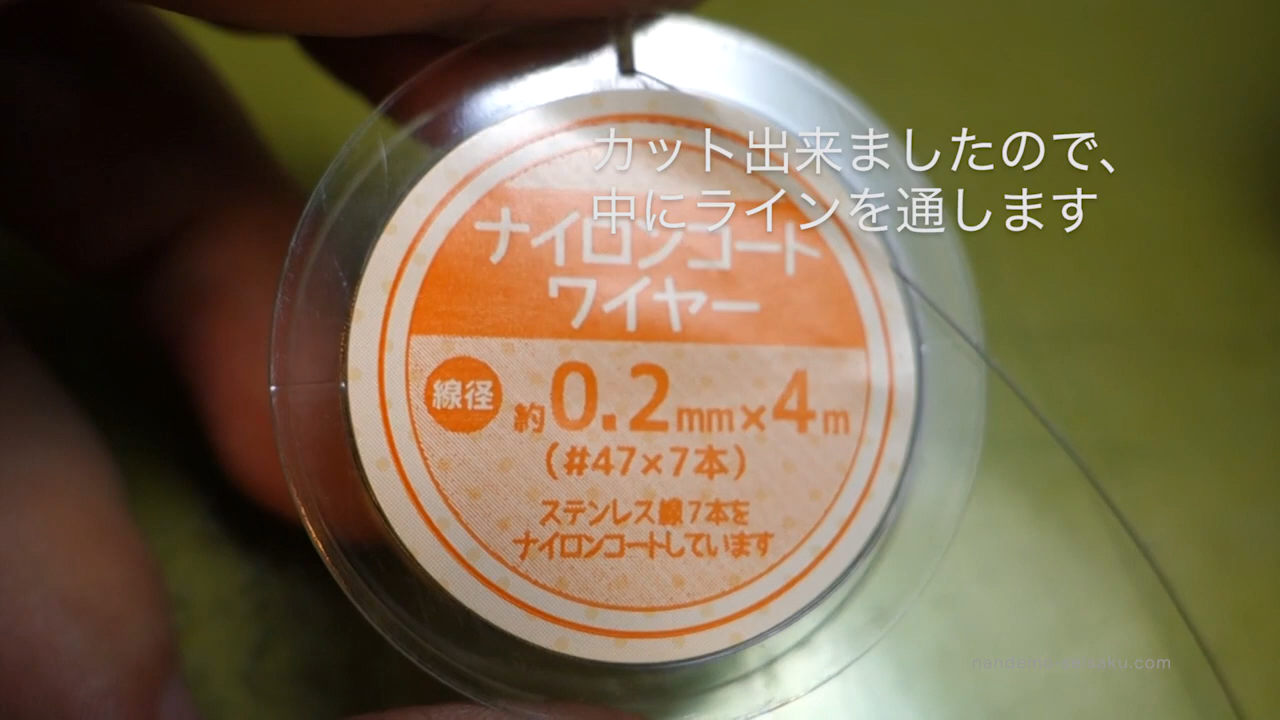 カット出来ましたので、
中にラインを通します
ナイロンコート
ワイヤー
線径 約0.2mm×4m
(#47×7本)
ステンレス線7本を
ナイロンコートしています